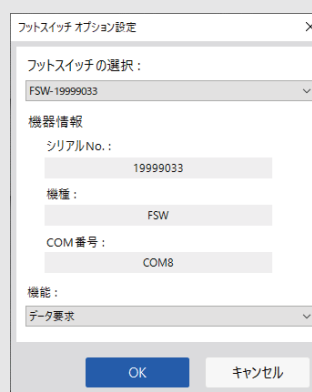 フットスイッチ オプション設定
フットスイッチの選択：
FSW-19999033
機器情報
シリアルNo.：
19999033
機種：
FSW
COM番号：
COM8
機能：
データ要求
OK
キャンセル